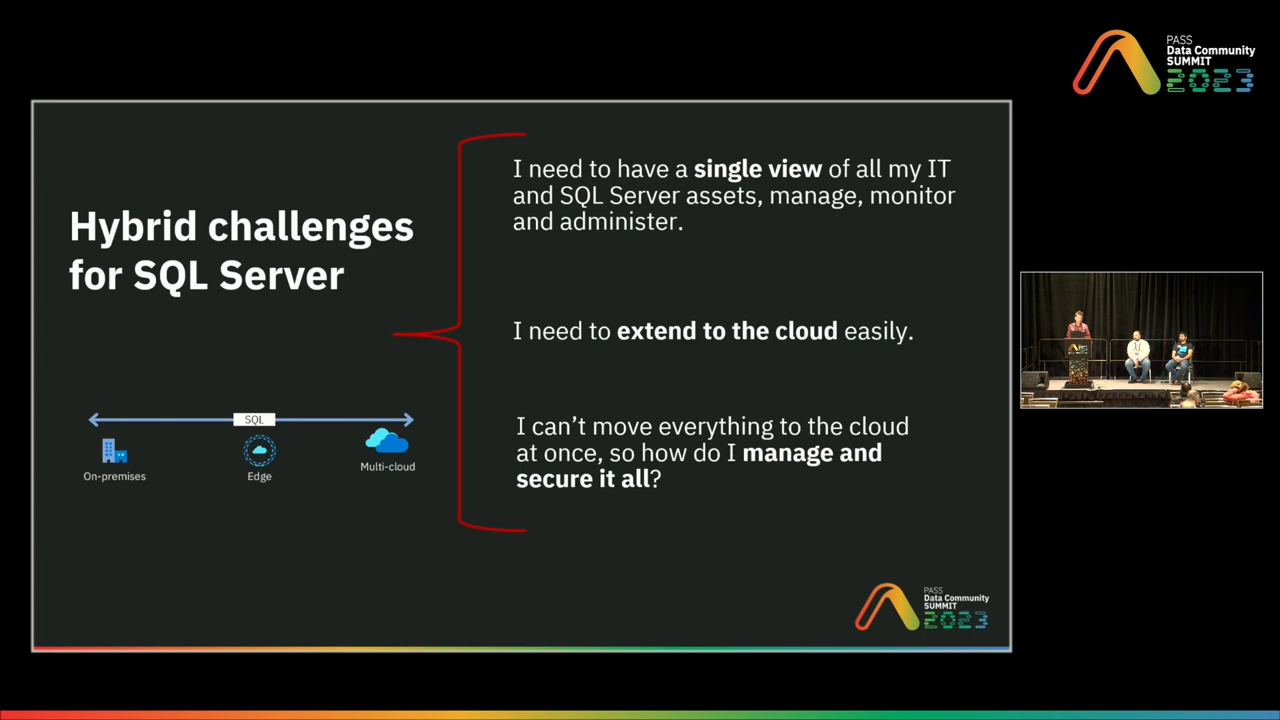 PASS
Data Community
SUMMIT
2023
Hybrid challenges
for SQL Server
I need to have a single view of all my IT
and SQL Server assets, manage, monitor
and administer.
I need to extend to the cloud easily.
I can’t move everything to the cloud
at once, so how do I manage and
secure it all?
SQL
On-premises
Edge
Multi-cloud
PASS
Data Community
SUMMIT
2023